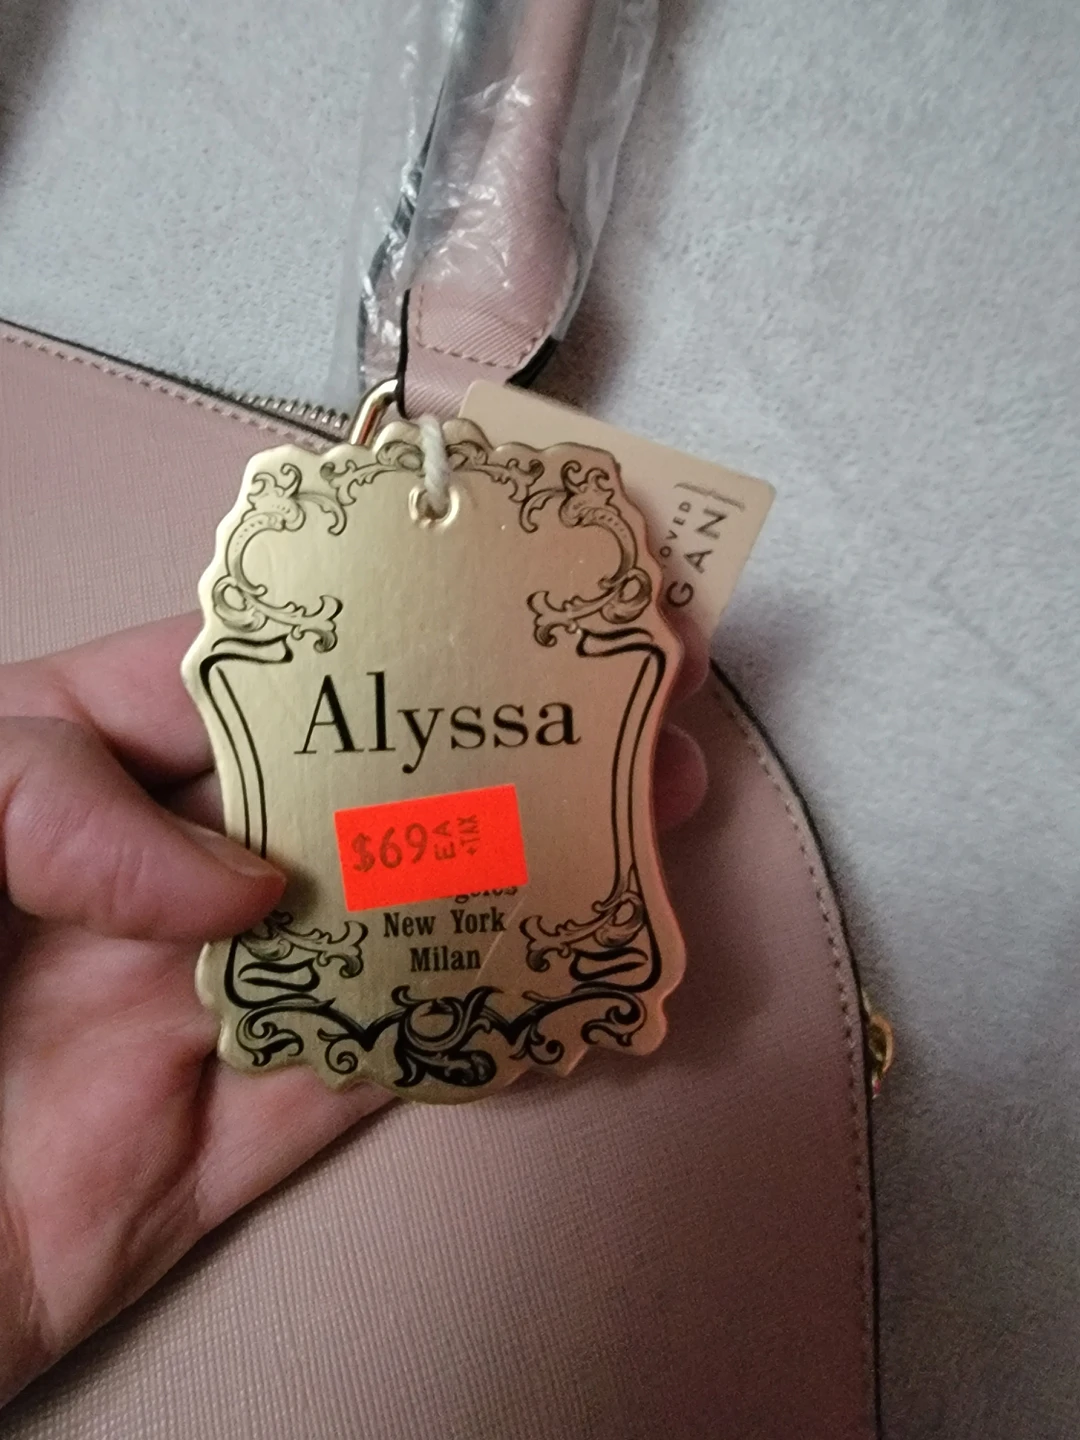 Alyssa
$69 EA +TAX
New York
Milan